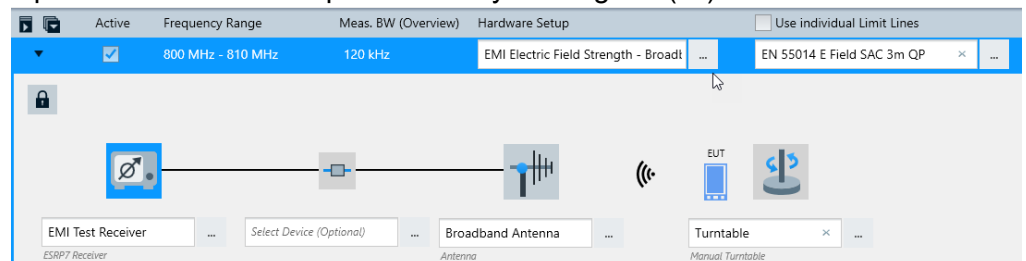 Active Frequency Range Meas. BW (Overview) Hardware Setup Use individual Limit Lines
800 MHz - 810 MHz 120 kHz EMI Electric Field Strength - Broadb ... EN 55014 E Field SAC 3m QP × ...
EUT
EMI Test Receiver ... Select Device (Optional) ... Broadband Antenna ... Turntable × ...
ESRP7 Receiver Antenna Manual Turntable